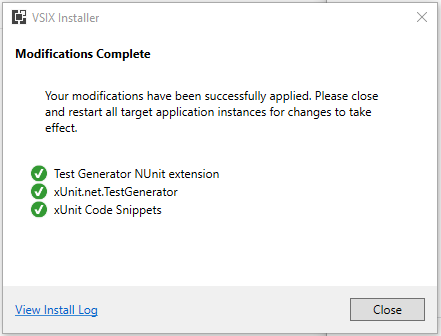 VSIX Installer
Modifications Complete
Your modifications have been successfully applied. Please close
and restart all target application instances for changes to take
effect.
Test Generator NUnit extension
xUnit.net.TestGenerator
xUnit Code Snippets
View Install Log
Close